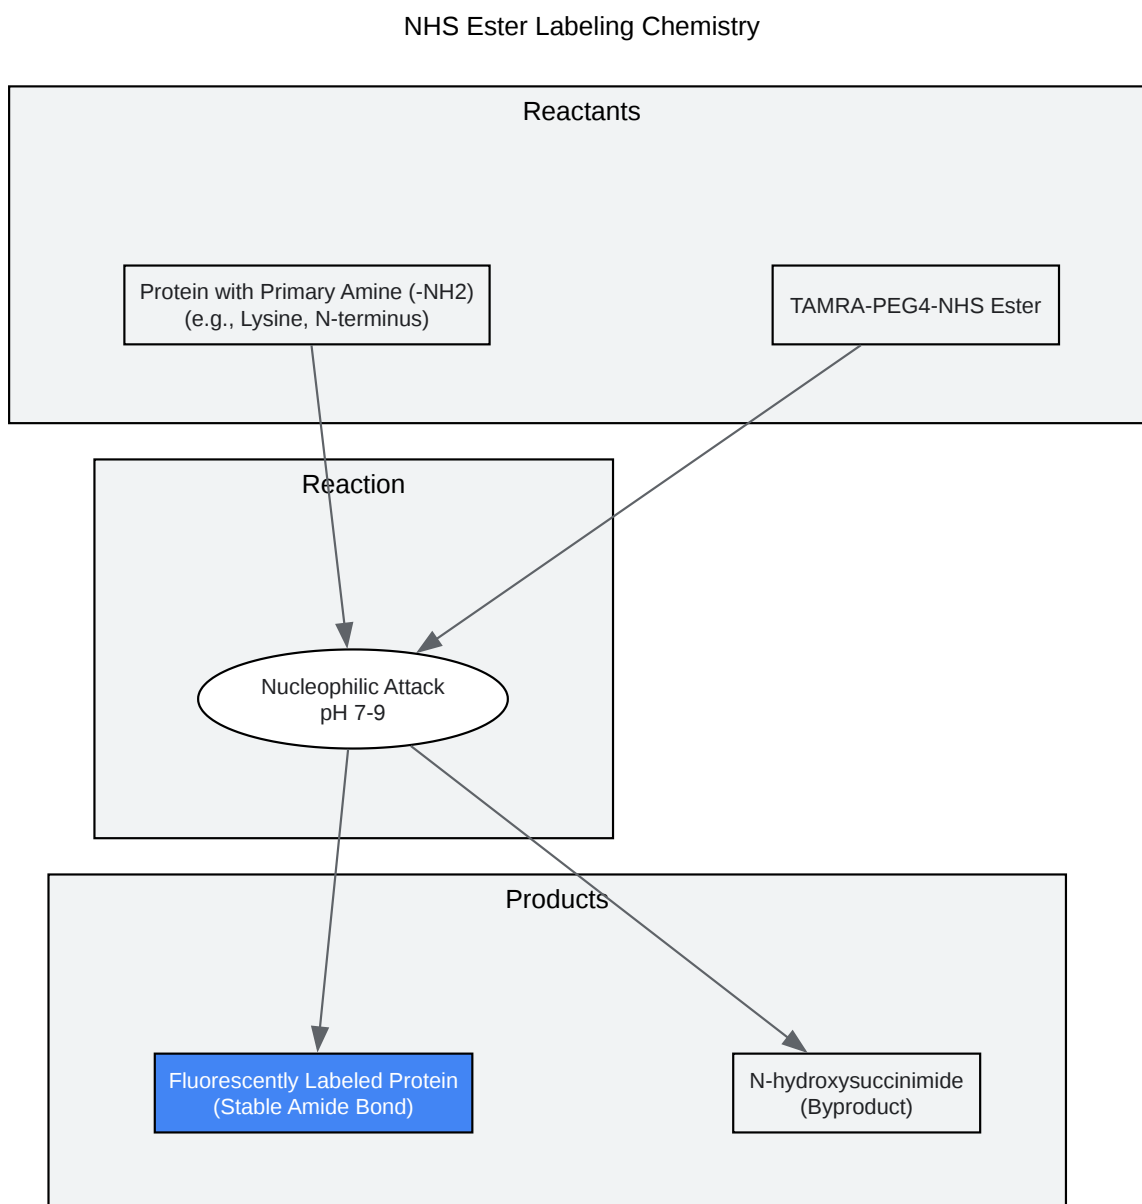 NHS Ester Labeling Chemistry
Reactants
Protein with Primary Amine (-NH2)
(e.g., Lysine, N-terminus)
TAMRA-PEG4-NHS Ester
Reaction
Nucleophilic Attack
pH 7-9
Products
Fluorescently Labeled Protein
(Stable Amide Bond)
N-hydroxysuccinimide
(Byproduct)